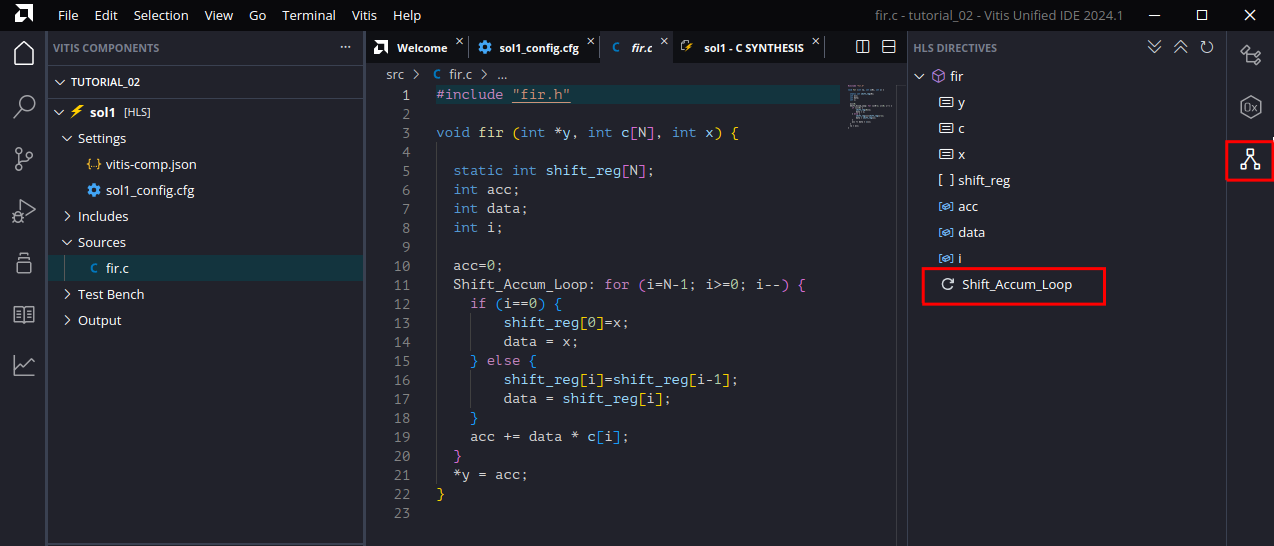 File Edit Selection View Go Terminal Vitis Help
fir.c - tutorial_02 - Vitis Unified IDE 2024.1
VITIS COMPONENTS
TUTORIAL_02
sol1 [HLS]
Settings
{..} vitis-comp.json
sol1_config.cfg
Includes
Sources
C fir.c
Test Bench
Output
Welcome
sol1_config.cfg
C fir.c
sol1 - C SYNTHESIS
src > C fir.c > ...
1 #include "fir.h"
2
3 void fir (int *y, int c[N], int x) {
4
5 static int shift_reg[N];
6 int acc;
7 int data;
8 int i;
9
10 acc=0;
11 Shift_Accum_Loop: for (i=N-1; i>=0; i--) {
12 if (i==0) {
13 shift_reg[0]=x;
14 data = x;
15 } else {
16 shift_reg[i]=shift_reg[i-1];
17 data = shift_reg[i];
18 }
19 acc += data * c[i];
20 }
21 *y = acc;
22 }
23
HLS DIRECTIVES
fir
y
c
x
[ ] shift_reg
acc
data
i
Shift_Accum_Loop
0x